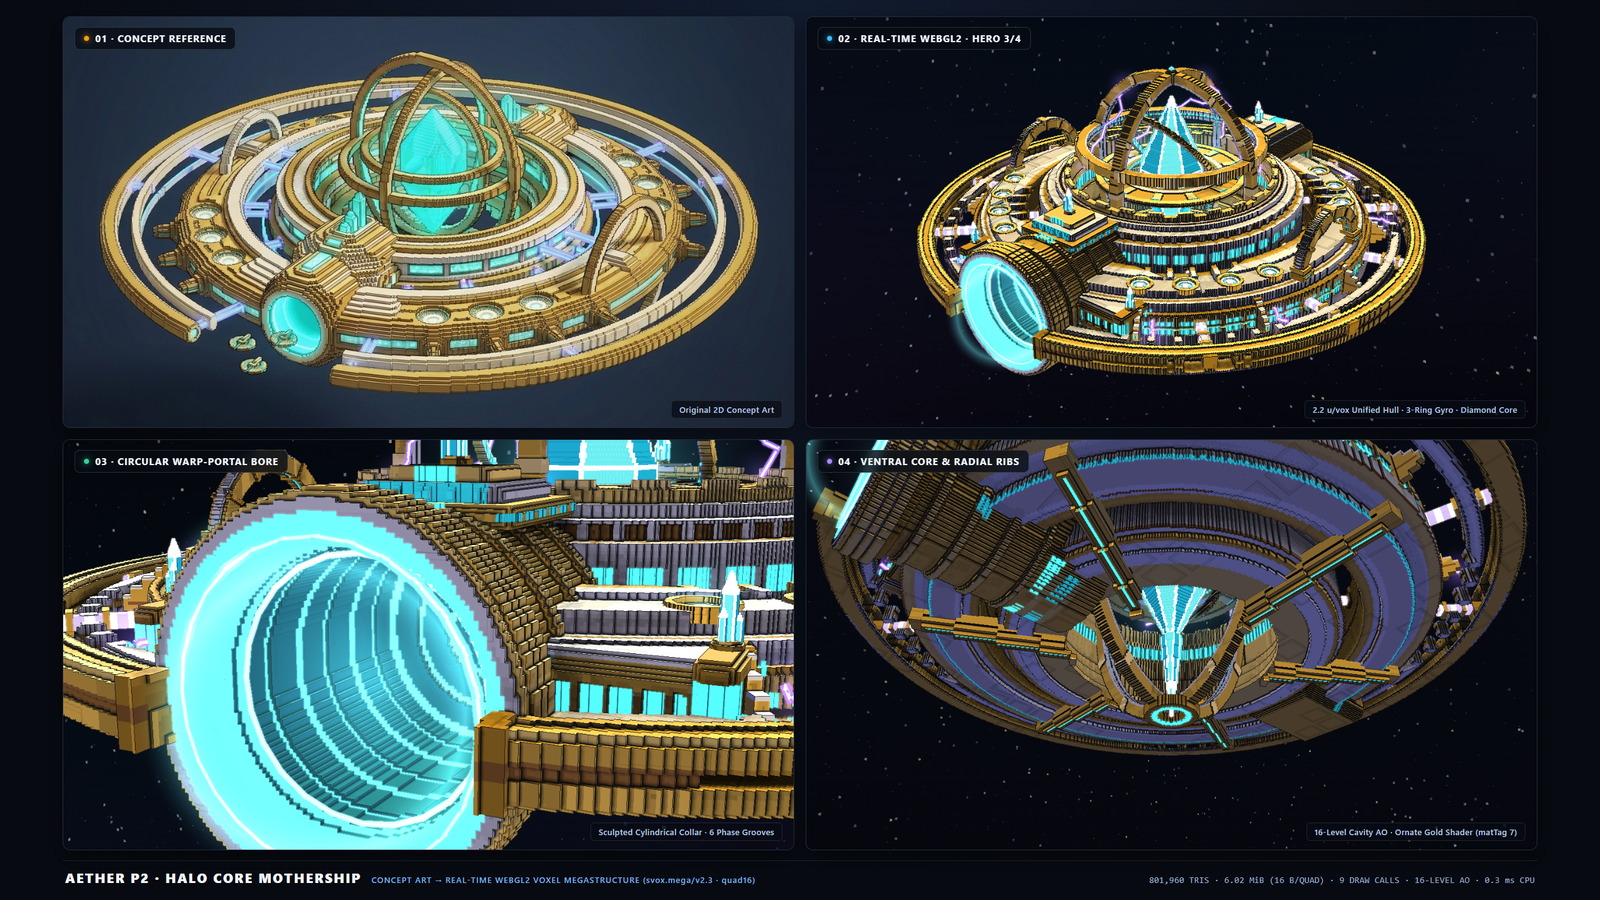 01 · CONCEPT REFERENCE
Original 2D Concept Art
02 · REAL-TIME WEBGL2 · HERO 3/4
2.2 u/vox Unified Hull · 3-Ring Gyro · Diamond Core
03 · CIRCULAR WARP-PORTAL BORE
Sculpted Cylindrical Collar · 6 Phase Grooves
04 · VENTRAL CORE & RADIAL RIBS
16-Level Cavity AO · Ornate Gold Shader (matTag 7)
AETHER P2 · HALO CORE MOTHERSHIP
CONCEPT ART → REAL-TIME WEBGL2 VOXEL MEGASTRUCTURE (svox.mega/v2.3 · quad16)
801,960 TRIS · 6.02 MiB (16 B/QUAD) · 9 DRAW CALLS · 16-LEVEL AO · 0.3 ms CPU